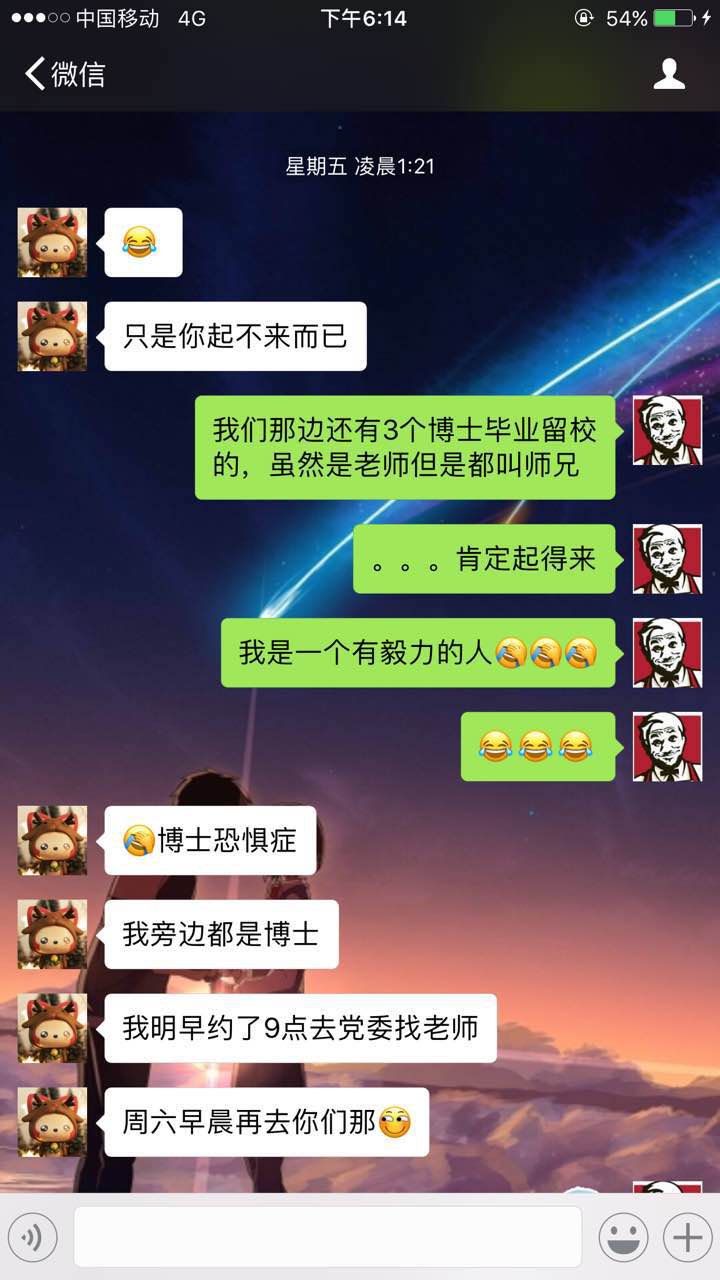 中国移动 4G 下午6:14 54%
微信
星期五 凌晨1:21
😂
只是你起不来而已
我们那边还有3个博士毕业留校
的，虽然是老师但是都叫师兄
。。。肯定起得来
我是一个有毅力的人🤦🤦🤦
😂😂😂
🤦博士恐惧症
我旁边都是博士
我明早约了9点去党委找老师
周六早晨再去你们那